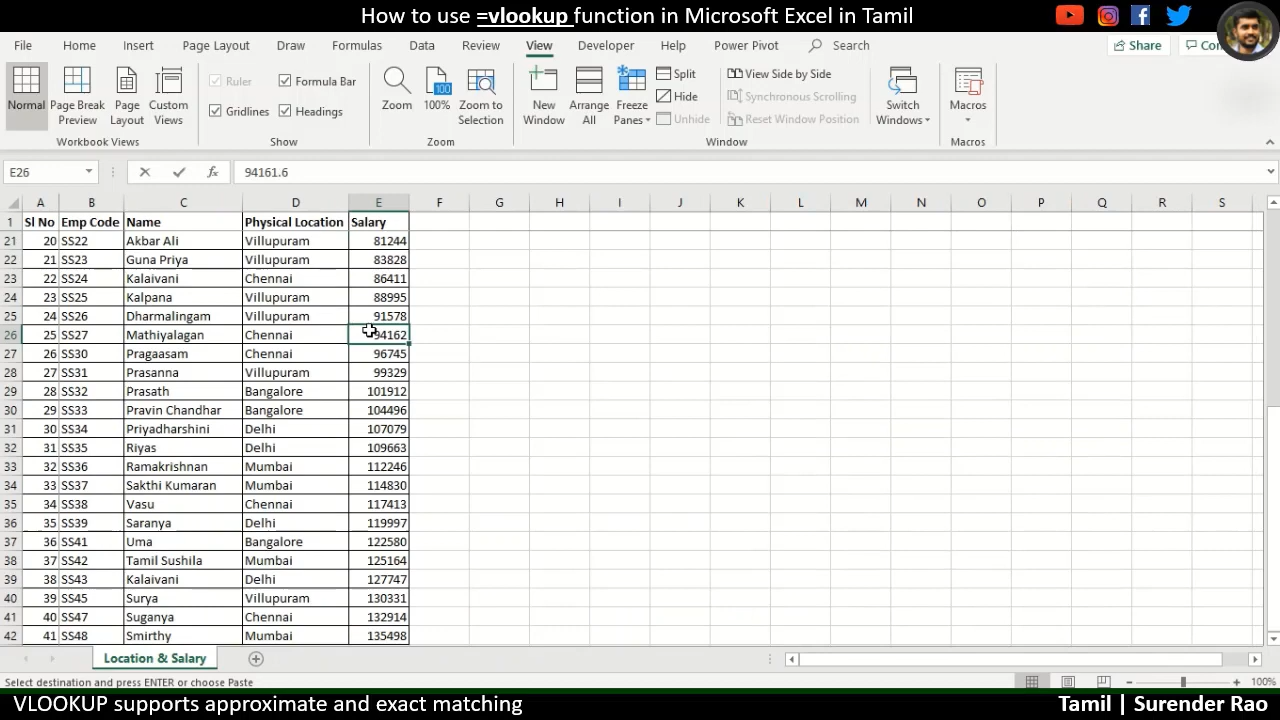 How to use =vlookup function in Microsoft Excel in Tamil
File Home Insert Page Layout Draw Formulas Data Review View Developer Help Power Pivot Search Share
Normal Page Break Preview Page Layout Custom Views
Ruler Formula Bar
Gridlines Headings
Zoom 100% Zoom to Selection
New Window Arrange All Freeze Panes
Split
Hide
Unhide
View Side by Side
Synchronous Scrolling
Reset Window Position
Switch Windows Macros
Workbook Views Show Zoom Window Macros
E26 fx 94161.6
A B C D E F G H I J K L M N O P Q R S
1 Sl No Emp Code Name Physical Location Salary
21 20 SS22 Akbar Ali Villupuram 81244
22 21 SS23 Guna Priya Villupuram 83828
23 22 SS24 Kalaivani Chennai 86411
24 23 SS25 Kalpana Villupuram 88995
25 24 SS26 Dharmalingam Villupuram 91578
26 25 SS27 Mathiyalagan Chennai 94162
27 26 SS30 Pragaasam Chennai 96745
28 27 SS31 Prasanna Villupuram 99329
29 28 SS32 Prasath Bangalore 101912
30 29 SS33 Pravin Chandhar Bangalore 104496
31 30 SS34 Priyadharshini Delhi 107079
32 31 SS35 Riyas Delhi 109663
33 32 SS36 Ramakrishnan Mumbai 112246
34 33 SS37 Sakthi Kumaran Mumbai 114830
35 34 SS38 Vasu Chennai 117413
36 35 SS39 Saranya Delhi 119997
37 36 SS41 Uma Bangalore 122580
38 37 SS42 Tamil Sushila Mumbai 125164
39 38 SS43 Kalaivani Delhi 127747
40 39 SS45 Surya Villupuram 130331
41 40 SS47 Suganya Chennai 132914
42 41 SS48 Smirthy Mumbai 135498
Location & Salary
Select destination and press ENTER or choose Paste 100%
VLOOKUP supports approximate and exact matching Tamil | Surender Rao